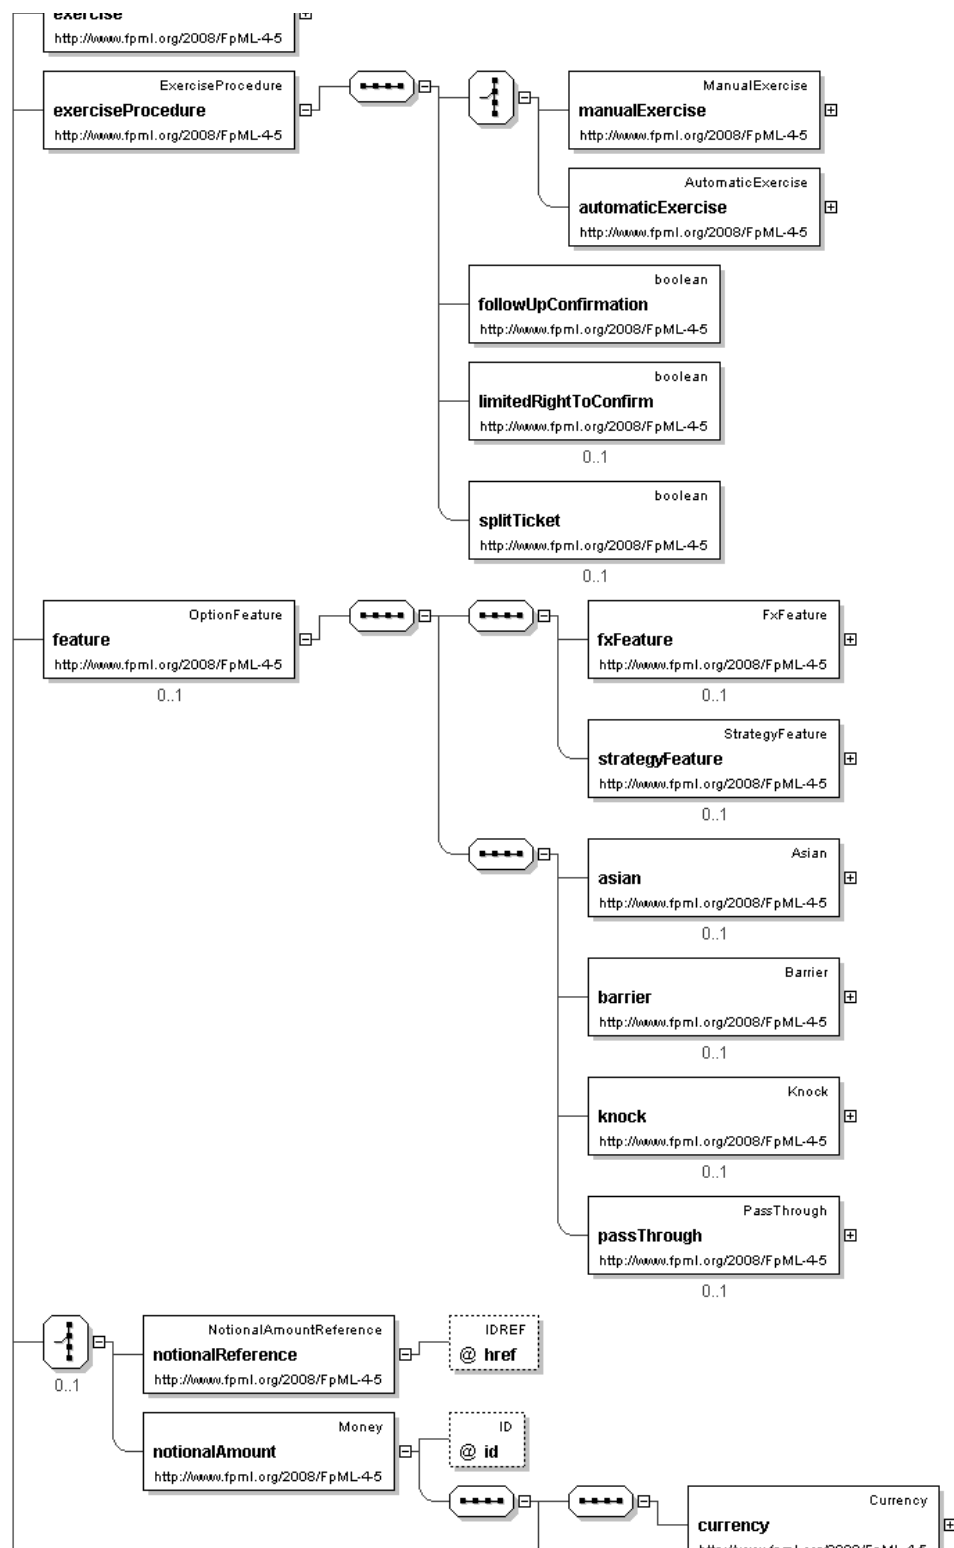 exercise
http://www.fpml.org/2008/FpML-4-5
ExerciseProcedure
exerciseProcedure
http://www.fpml.org/2008/FpML-4-5
ManualExercise
manualExercise
http://www.fpml.org/2008/FpML-4-5
AutomaticExercise
automaticExercise
http://www.fpml.org/2008/FpML-4-5
boolean
followUpConfirmation
http://www.fpml.org/2008/FpML-4-5
boolean
limitedRightToConfirm
http://www.fpml.org/2008/FpML-4-5
0..1
boolean
splitTicket
http://www.fpml.org/2008/FpML-4-5
0..1
OptionFeature
feature
http://www.fpml.org/2008/FpML-4-5
0..1
FxFeature
fxFeature
http://www.fpml.org/2008/FpML-4-5
0..1
StrategyFeature
strategyFeature
http://www.fpml.org/2008/FpML-4-5
0..1
Asian
asian
http://www.fpml.org/2008/FpML-4-5
0..1
Barrier
barrier
http://www.fpml.org/2008/FpML-4-5
0..1
Knock
knock
http://www.fpml.org/2008/FpML-4-5
0..1
PassThrough
passThrough
http://www.fpml.org/2008/FpML-4-5
0..1
0..1
NotionalAmountReference
notionalReference
http://www.fpml.org/2008/FpML-4-5
IDREF
@ href
Money
notionalAmount
http://www.fpml.org/2008/FpML-4-5
ID
@ id
Currency
currency
http://www.fpml.org/2008/FpML-4-5